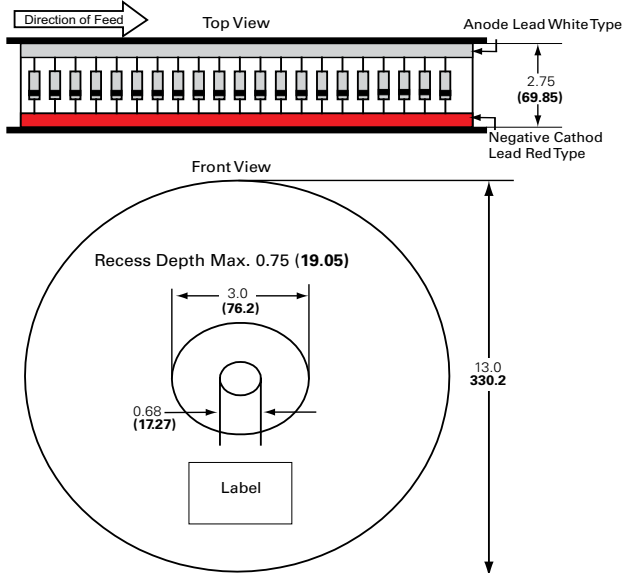 Direction of Feed
Top View
Anode Lead White Type
2.75
(69.85)
Negative Cathod
Lead Red Type
Front View
Recess Depth Max. 0.75 (19.05)
3.0
(76.2)
13.0
330.2
0.68
(17.27)
Label